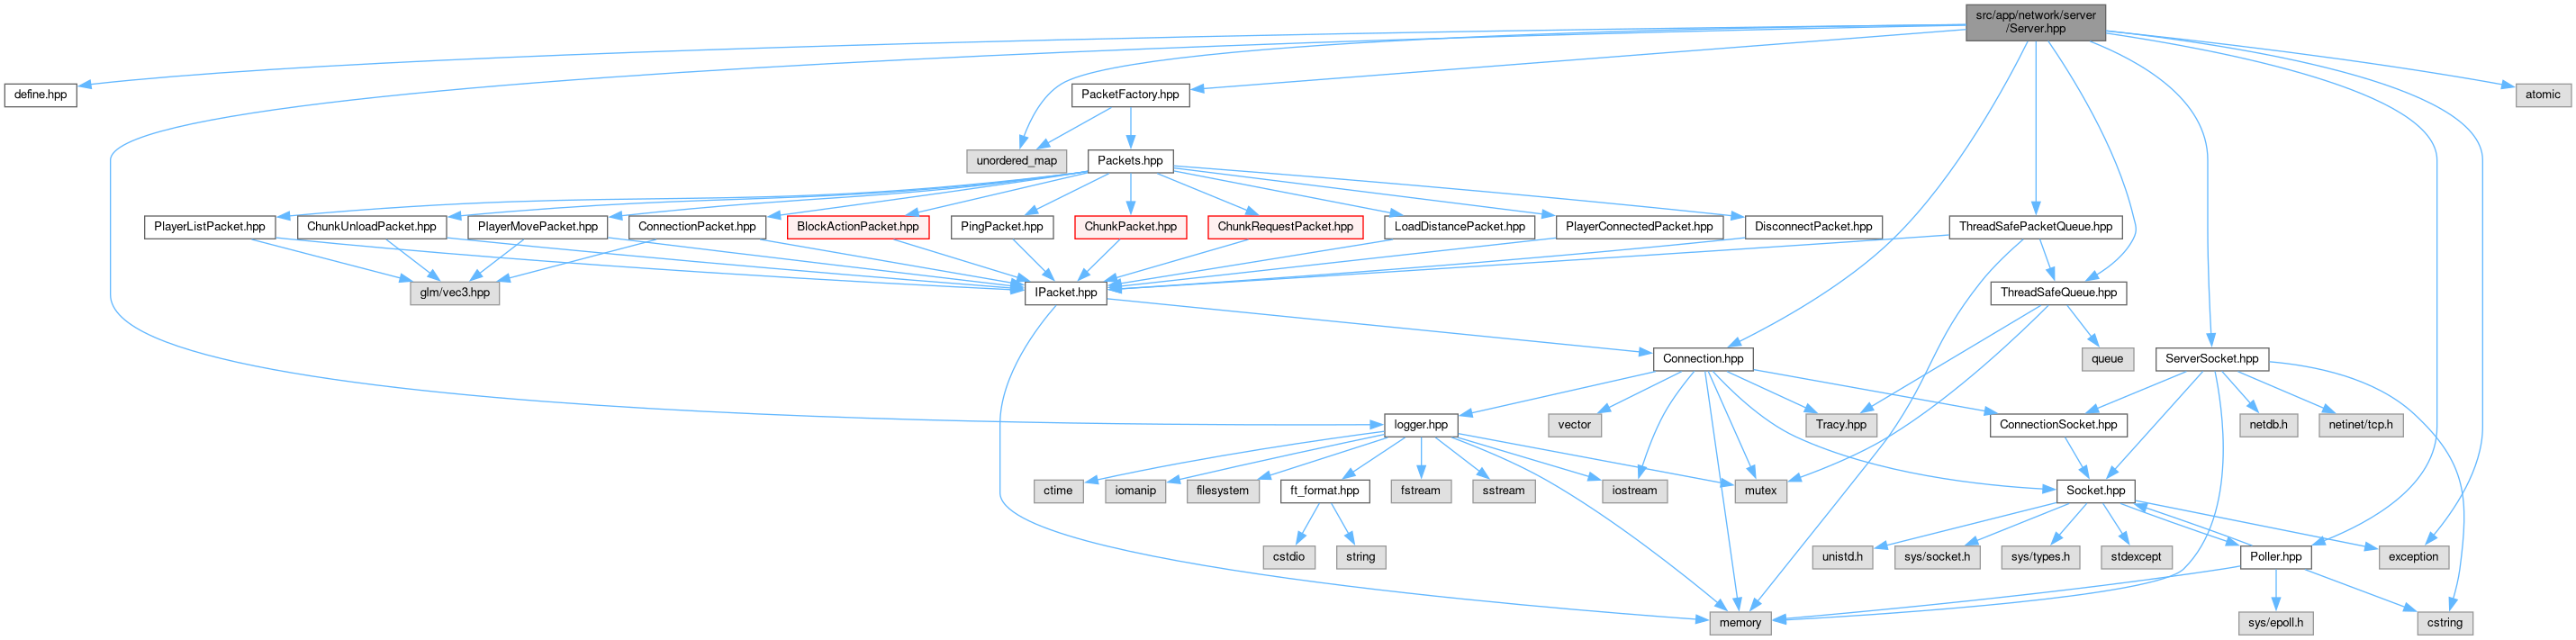 src/app/network/server
/Server.hpp
define.hpp
PacketFactory.hpp
atomic
unordered_map
Packets.hpp
PlayerListPacket.hpp
ChunkUnloadPacket.hpp
PlayerMovePacket.hpp
ConnectionPacket.hpp
BlockActionPacket.hpp
PingPacket.hpp
ChunkPacket.hpp
ChunkRequestPacket.hpp
LoadDistancePacket.hpp
PlayerConnectedPacket.hpp
DisconnectPacket.hpp
ThreadSafePacketQueue.hpp
glm/vec3.hpp
IPacket.hpp
ThreadSafeQueue.hpp
Connection.hpp
queue
ServerSocket.hpp
logger.hpp
vector
Tracy.hpp
ConnectionSocket.hpp
netdb.h
netinet/tcp.h
ctime
iomanip
filesystem
ft_format.hpp
fstream
sstream
iostream
mutex
Socket.hpp
cstdio
string
unistd.h
sys/socket.h
sys/types.h
stdexcept
Poller.hpp
exception
memory
sys/epoll.h
cstring